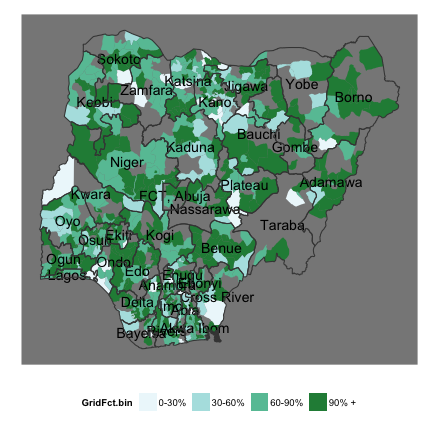 Sokoto
Katsina
Zamfara
Jigawa
Yobe
Kebbi
Kano
Borno
Bauchi
Kaduna
Gombe
Niger
Plateau
Adamawa
Kwara
FCT, Abuja
Nassarawa
Oyo
Taraba
Osun
Ekiti
Kogi
Benue
Ogun
Ondo
Lagos
Edo
Enugu
Anambra
Ebonyi
Delta
Imo
Abia
Cross River
Bayelsa
Rivers
Akwa Ibom
GridFct.bin 0-30% 30-60% 60-90% 90% +